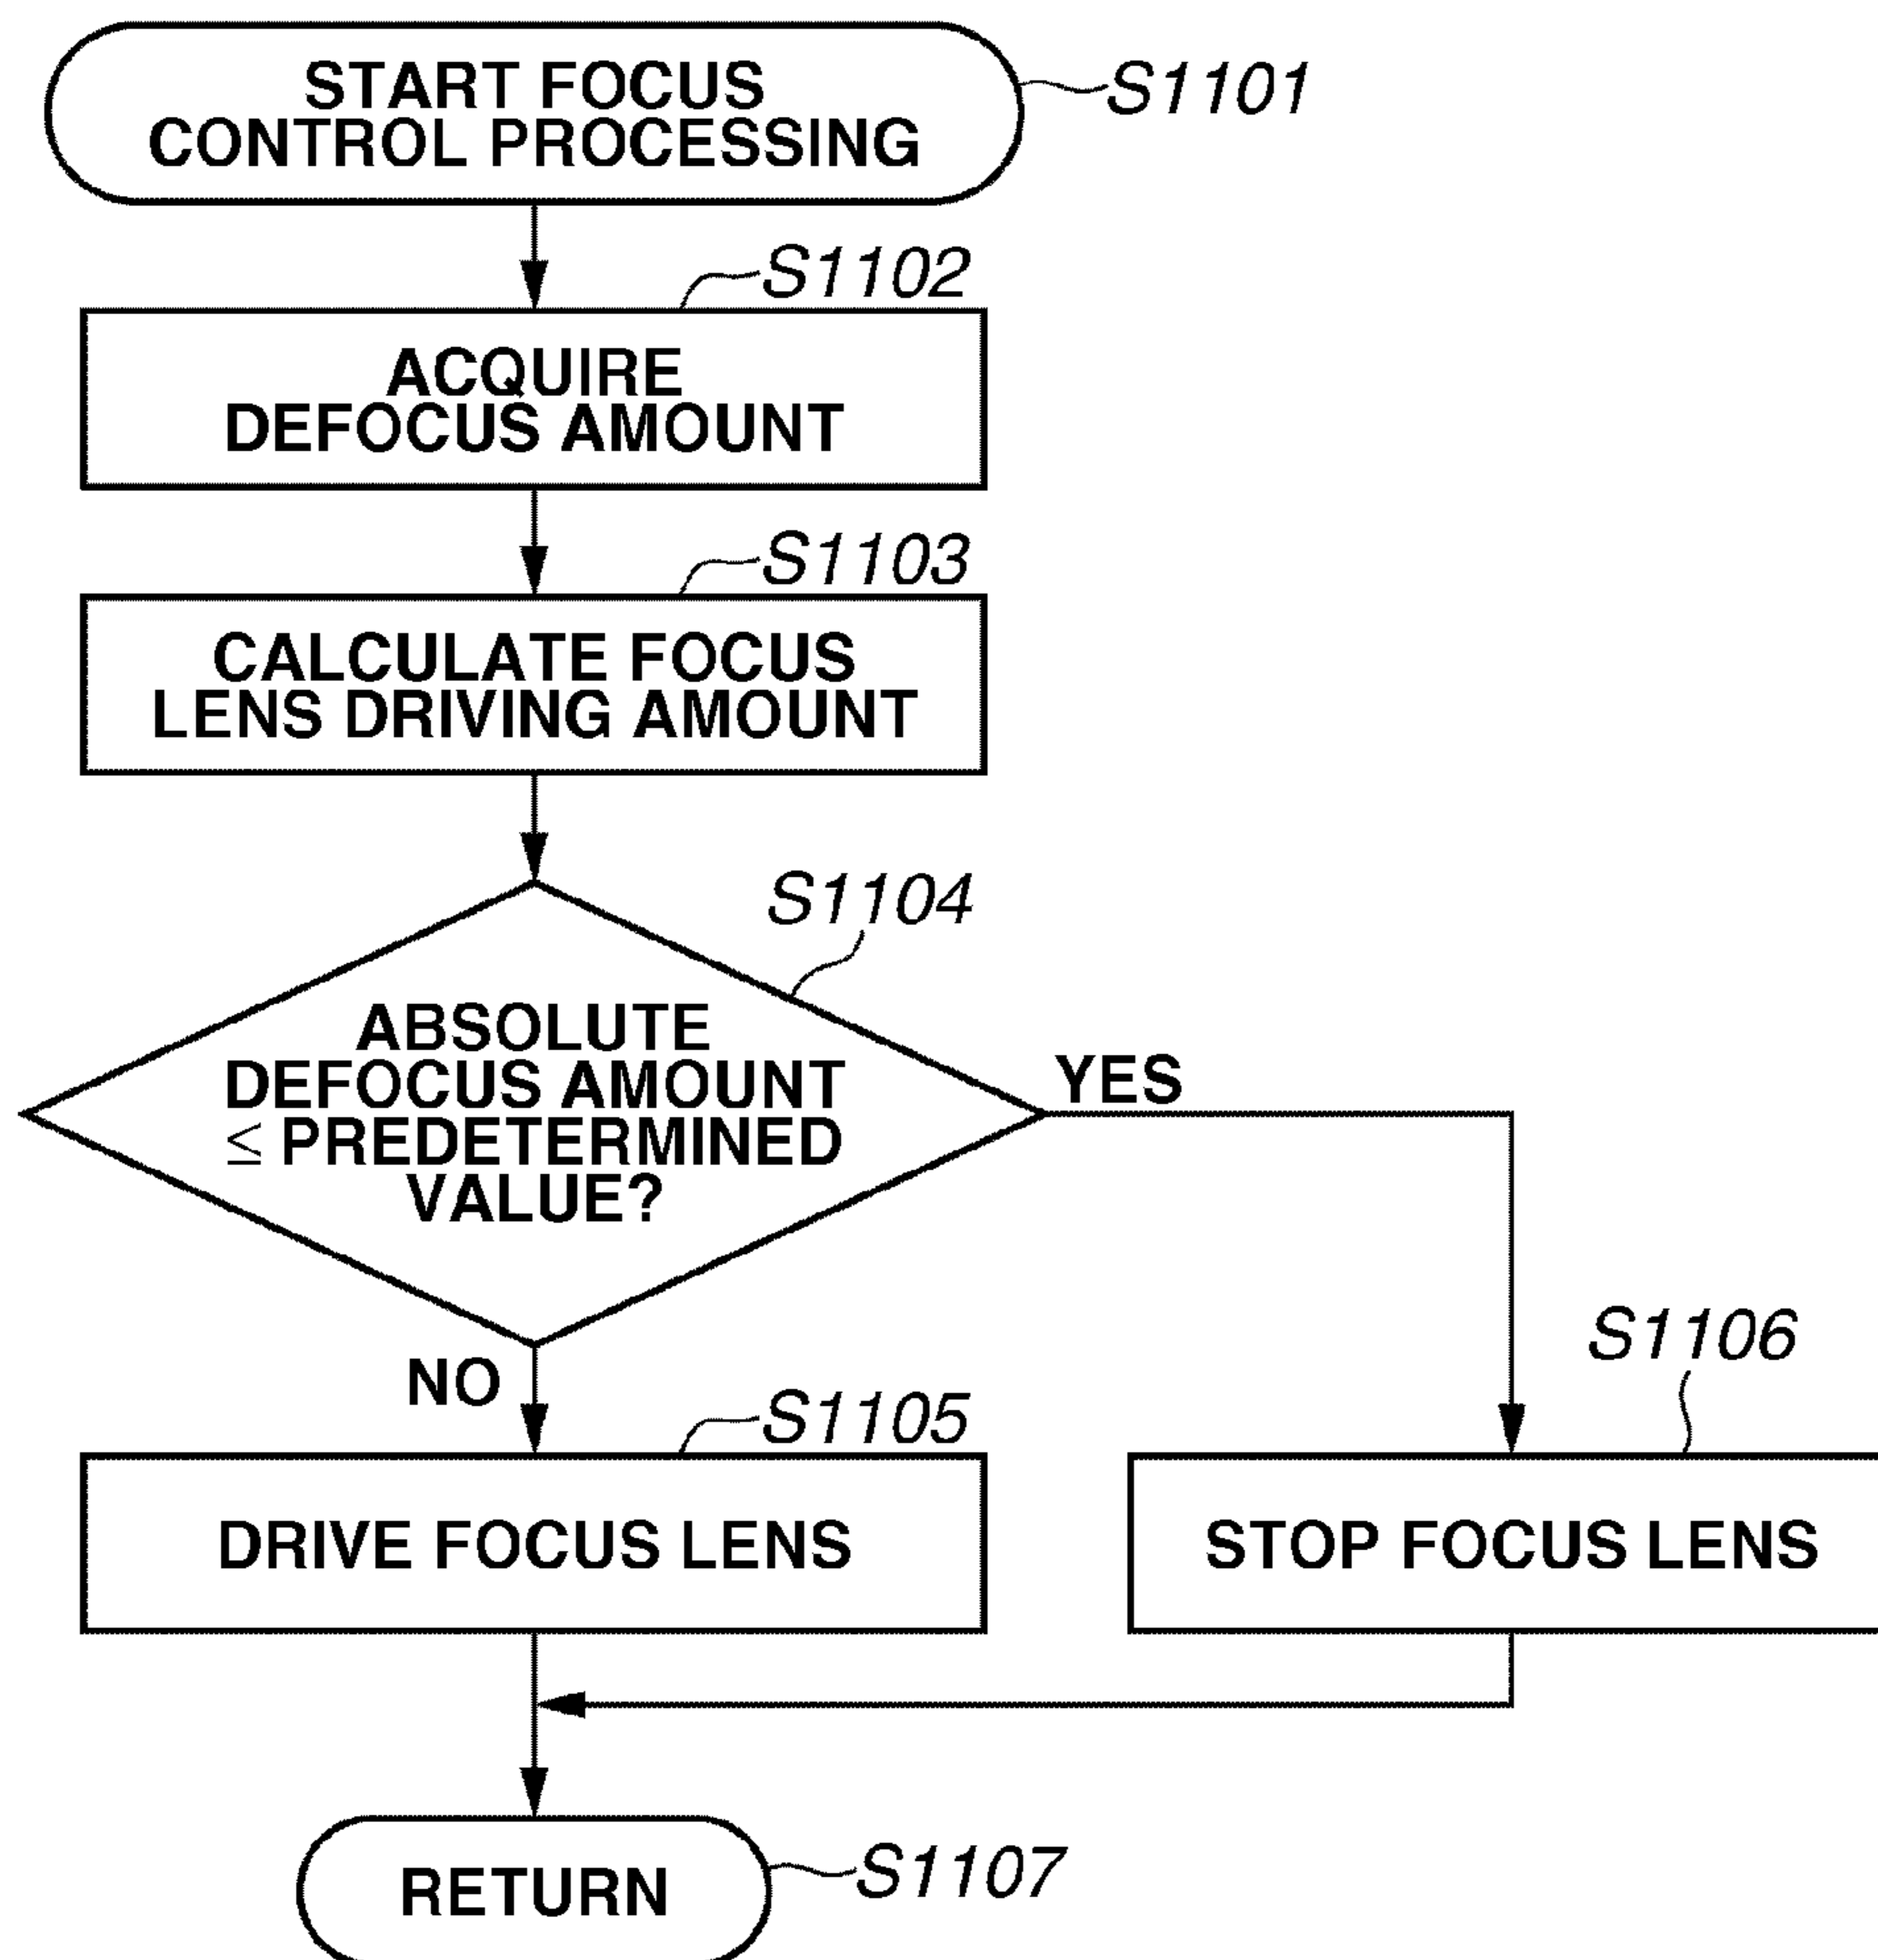 START FOCUS
CONTROL PROCESSING
S1101
S1102
ACQUIRE
DEFOCUS AMOUNT
S1103
CALCULATE FOCUS
LENS DRIVING AMOUNT
S1104
ABSOLUTE
DEFOCUS AMOUNT
≤ PREDETERMINED
VALUE?
YES
NO
S1105
DRIVE FOCUS LENS
S1106
STOP FOCUS LENS
RETURN
S1107